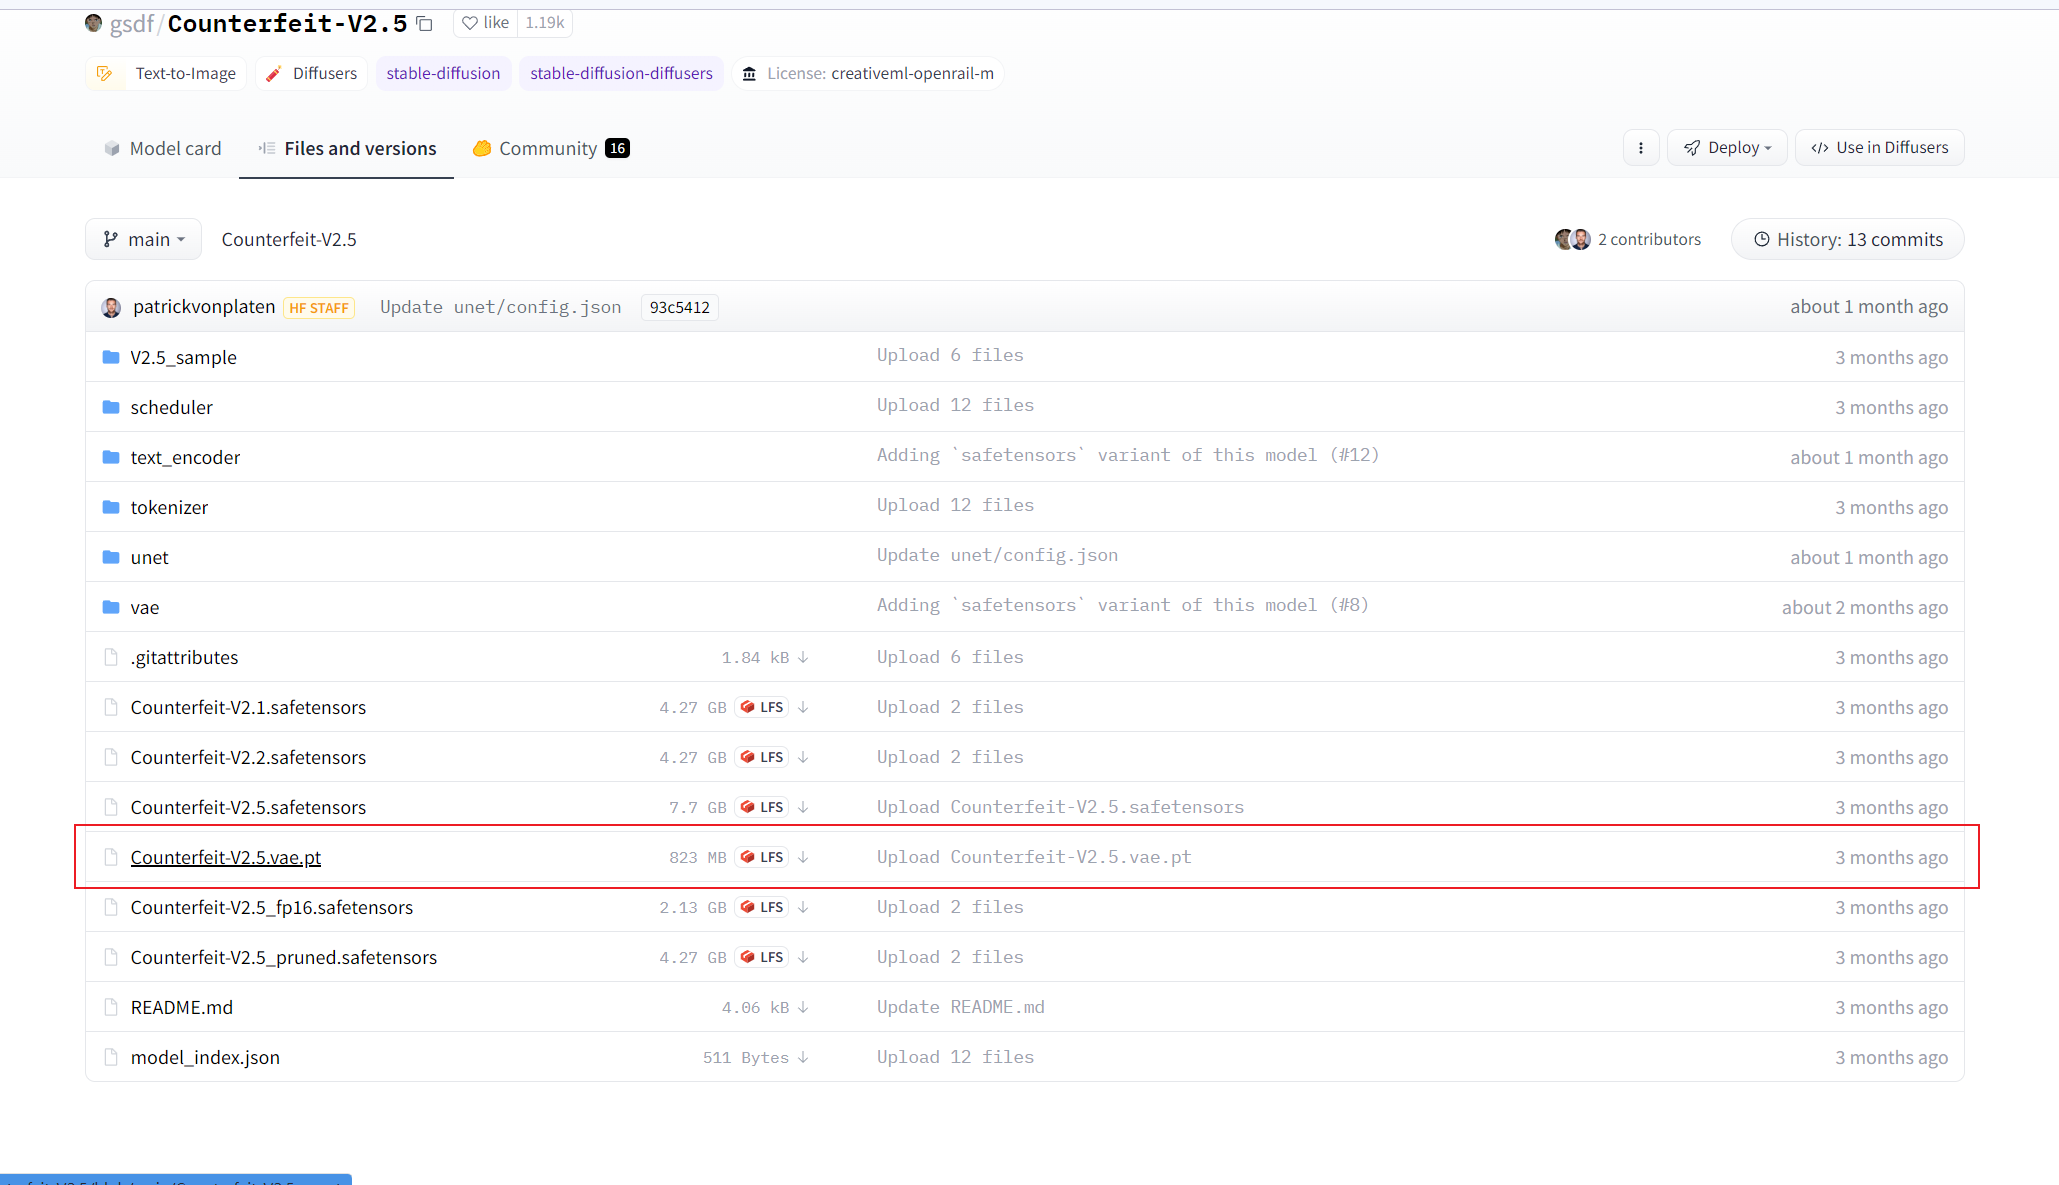 gsdf/Counterfeit-V2.5 like 1.19k
Text-to-Image Diffusers stable-diffusion stable-diffusion-diffusers License: creativeml-openrail-m
Model card Files and versions Community 16 Deploy Use in Diffusers
main Counterfeit-V2.5 2 contributors History: 13 commits
patrickvonplaten HF STAFF Update unet/config.json 93c5412 about 1 month ago
V2.5_sample Upload 6 files 3 months ago
scheduler Upload 12 files 3 months ago
text_encoder Adding `safetensors` variant of this model (#12) about 1 month ago
tokenizer Upload 12 files 3 months ago
unet Update unet/config.json about 1 month ago
vae Adding `safetensors` variant of this model (#8) about 2 months ago
.gitattributes 1.84 kB Upload 6 files 3 months ago
Counterfeit-V2.1.safetensors 4.27 GB LFS Upload 2 files 3 months ago
Counterfeit-V2.2.safetensors 4.27 GB LFS Upload 2 files 3 months ago
Counterfeit-V2.5.safetensors 7.7 GB LFS Upload Counterfeit-V2.5.safetensors 3 months ago
Counterfeit-V2.5.vae.pt 823 MB LFS Upload Counterfeit-V2.5.vae.pt 3 months ago
Counterfeit-V2.5_fp16.safetensors 2.13 GB LFS Upload 2 files 3 months ago
Counterfeit-V2.5_pruned.safetensors 4.27 GB LFS Upload 2 files 3 months ago
README.md 4.06 kB Update README.md 3 months ago
model_index.json 511 Bytes Upload 12 files 3 months ago